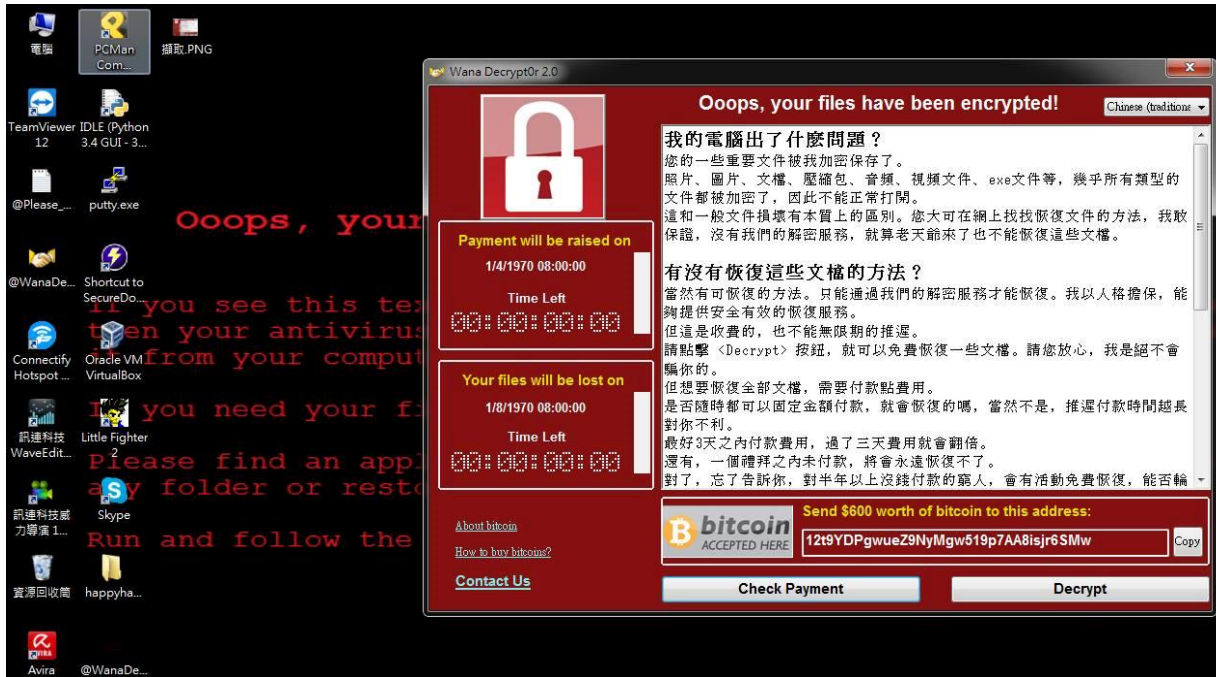 電腦
PCMan
Com...
擷取.PNG
TeamViewer
12
IDLE (Python
3.4 GUI - 3...
@Please_...
putty.exe
@WanaDe...
Shortcut to
SecureDo...
Connectify
Hotspot ...
Oracle VM
VirtualBox
訊連科技
WaveEdit...
Little Fighter
2
訊連科技威
力導演 1...
Skype
資源回收筒
happyha...
Avira
@WanaDe...
Ooops, your
If you see this tex
then your antivirus
from your comput
you need your fi
Please find an appl
any folder or resto
Run and follow the
Wana Decrypt0r 2.0
Ooops, your files have been encrypted!
Chinese (traditiona
Payment will be raised on
1/4/1970 08:00:00
Time Left
00:00:00:00
Your files will be lost on
1/8/1970 08:00:00
Time Left
00:00:00:00
About bitcoin
How to buy bitcoins?
Contact Us
我的電腦出了什麼問題？
您的一些重要文件被我加密保存了。
照片、圖片、文檔、壓縮包、音頻、視頻文件、exe文件等，幾乎所有類型的
文件都被加密了，因此不能正常打開。
這和一般文件損壞有本質上的區別。您大可在網上找找恢復文件的方法，我敢
保證，沒有我們的解密服務，就算老天爺來了也不能恢復這些文檔。
有沒有恢復這些文檔的方法？
當然有可恢復的方法。只能通過我們的解密服務才能恢復。我以人格擔保，能
夠提供安全有效的恢復服務。
但這是收費的，也不能無限期的推遲。
請點擊 <Decrypt> 按鈕，就可以免費恢復一些文檔。請您放心，我是絕不會
騙你的。
但想要恢復全部文檔，需要付款點費用。
是否隨時都可以固定金額付款，就會恢復的嗎，當然不是，推遲付款時間越長
對你不利。
最好3天之內付款費用，過了三天費用就會翻倍。
還有，一個禮拜之內未付款，將會永遠恢復不了。
對了，忘了告訴你，對半年以上沒錢付款的窮人，會有活動免費恢復，能否輪
bitcoin
ACCEPTED HERE
Send $600 worth of bitcoin to this address:
12t9YDPgwueZ9NyMgw519p7AA8isjr6SMw
Copy
Check Payment
Decrypt